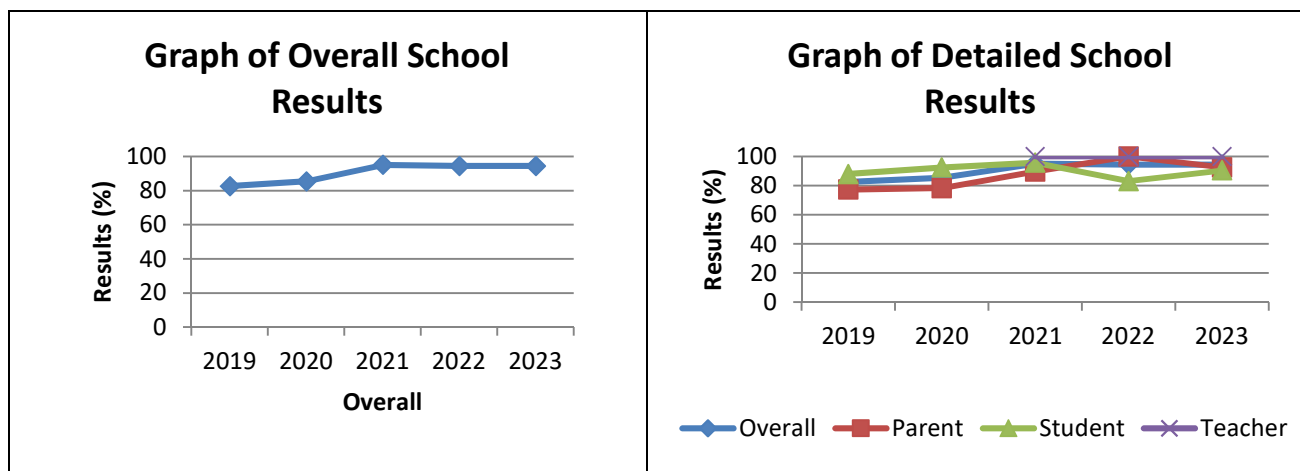 Graph of Overall School
Results
100
80
60
40
20
0
Results (%)
2019 2020 2021 2022 2023
Overall
Graph of Detailed School
Results
100
80
60
40
20
0
Results (%)
2019 2020 2021 2022 2023
Overall Parent Student Teacher